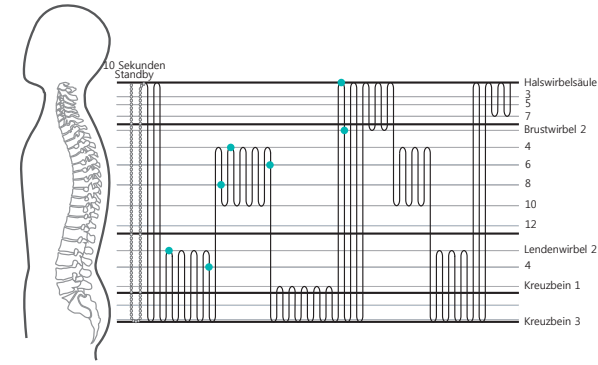 10 Sekunden
Standby
Halswirbelsäule
3
5
7
Brustwirbel 2
4
6
8
10
12
Lendenwirbel 2
4
Kreuzbein 1
Kreuzbein 3